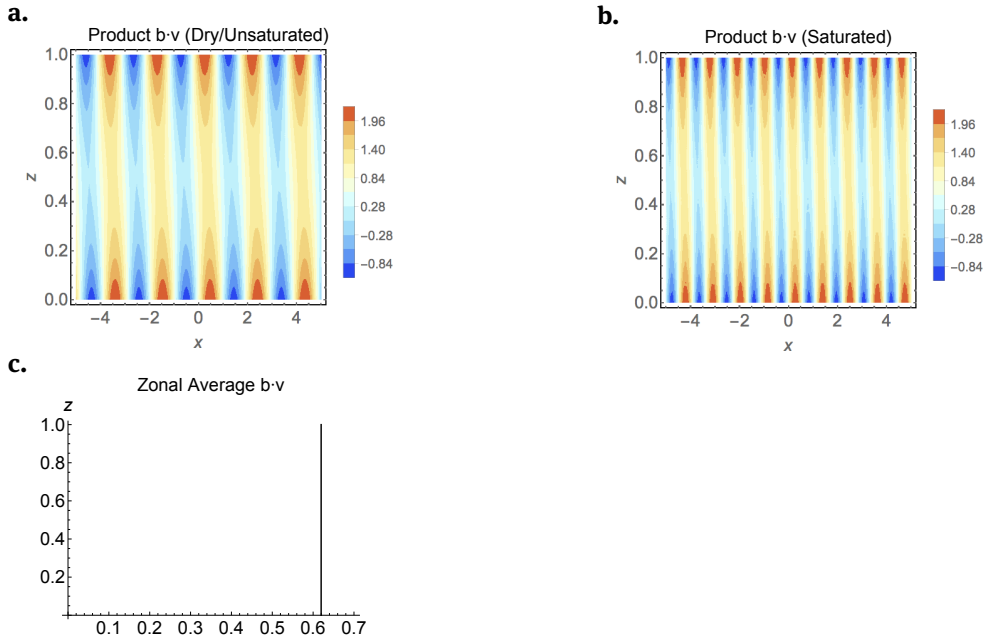 a.
Product b·v (Dry/Unsaturated)
1.0
0.8
0.6
0.4
0.2
0.0
z
−4 −2 0 2 4
x
1.96
1.40
0.84
0.28
−0.28
−0.84
b.
Product b·v (Saturated)
1.0
0.8
0.6
0.4
0.2
0.0
z
−4 −2 0 2 4
x
1.96
1.40
0.84
0.28
−0.28
−0.84
c.
Zonal Average b·v
z
1.0
0.8
0.6
0.4
0.2
0.1 0.2 0.3 0.4 0.5 0.6 0.7